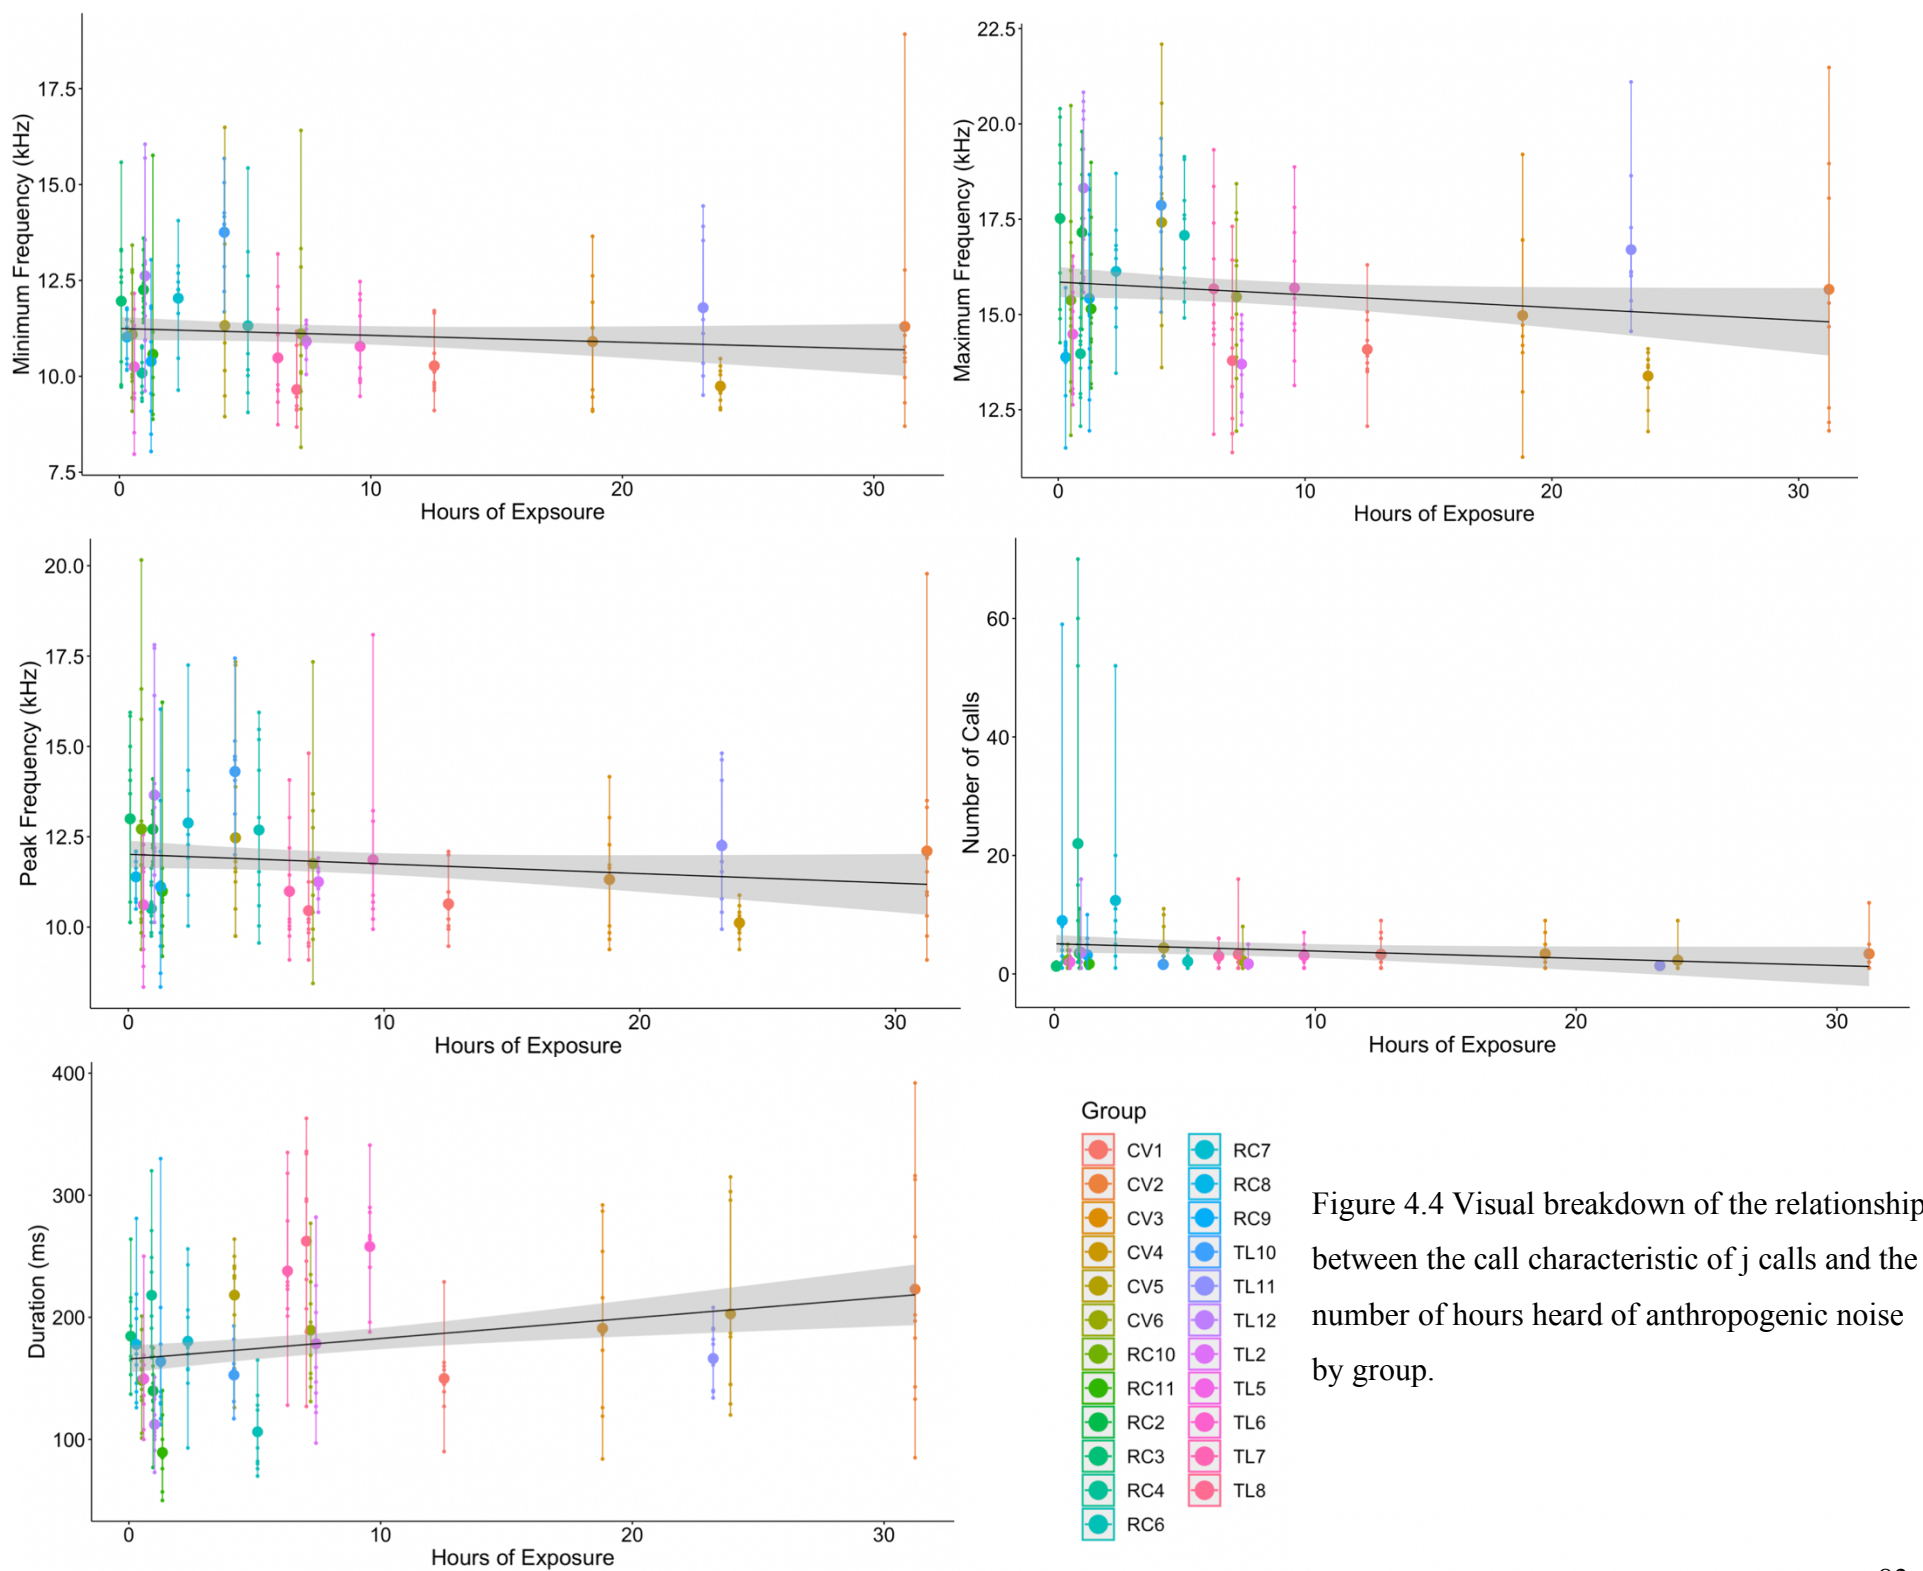 17.5
15.0
12.5
10.0
7.5
Minimum Frequency (kHz)
0 10 20 30
Hours of Expsoure
22.5
20.0
17.5
15.0
12.5
Maximum Frequency (kHz)
0 10 20 30
Hours of Exposure
20.0
17.5
15.0
12.5
10.0
Peak Frequency (kHz)
0 10 20 30
Hours of Exposure
60
40
20
0
Number of Calls
0 10 20 30
Hours of Exposure
400
300
200
100
Duration (ms)
0 10 20 30
Hours of Exposure
Group
CV1 RC7
CV2 RC8
CV3 RC9
CV4 TL10
CV5 TL11
CV6 TL12
RC10 TL2
RC11 TL5
RC2 TL6
RC3 TL7
RC4 TL8
RC6
Figure 4.4 Visual breakdown of the relationship
between the call characteristic of j calls and the
number of hours heard of anthropogenic noise
by group.